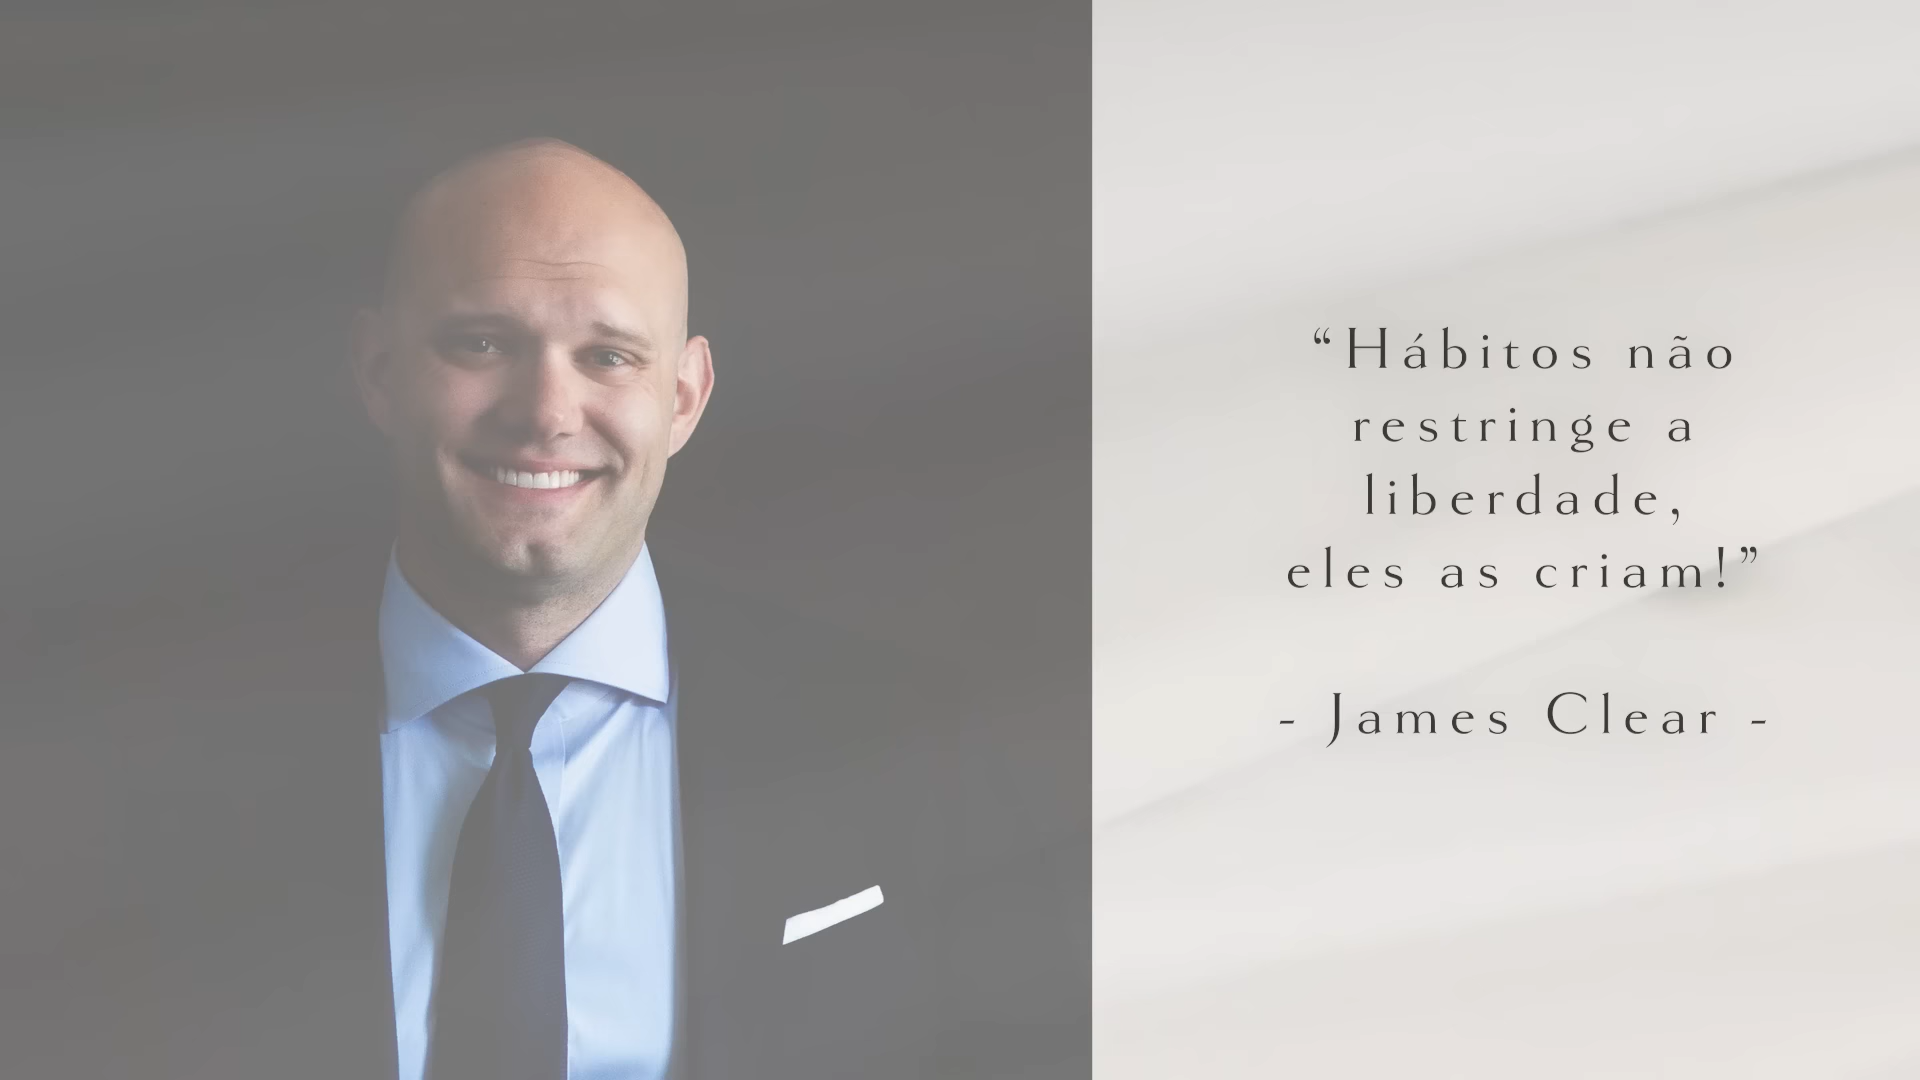 “Hábitos não
restringe a
liberdade,
eles as criam!”
- James Clear -